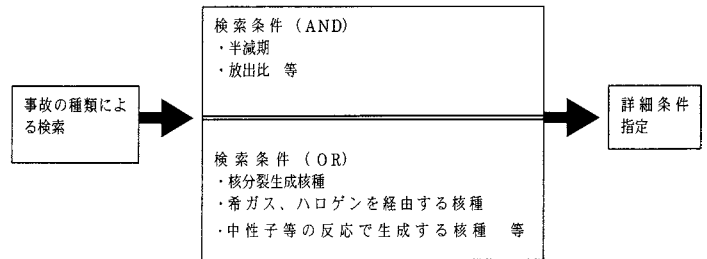 事故の種類によ
る検索
検索条件（AND)
・半減期
・放出比　等
検索条件（OR)
・核分裂生成核種
・希ガス、ハロゲンを経由する核種
・中性子等の反応で生成する核種　等
詳細条件
指定